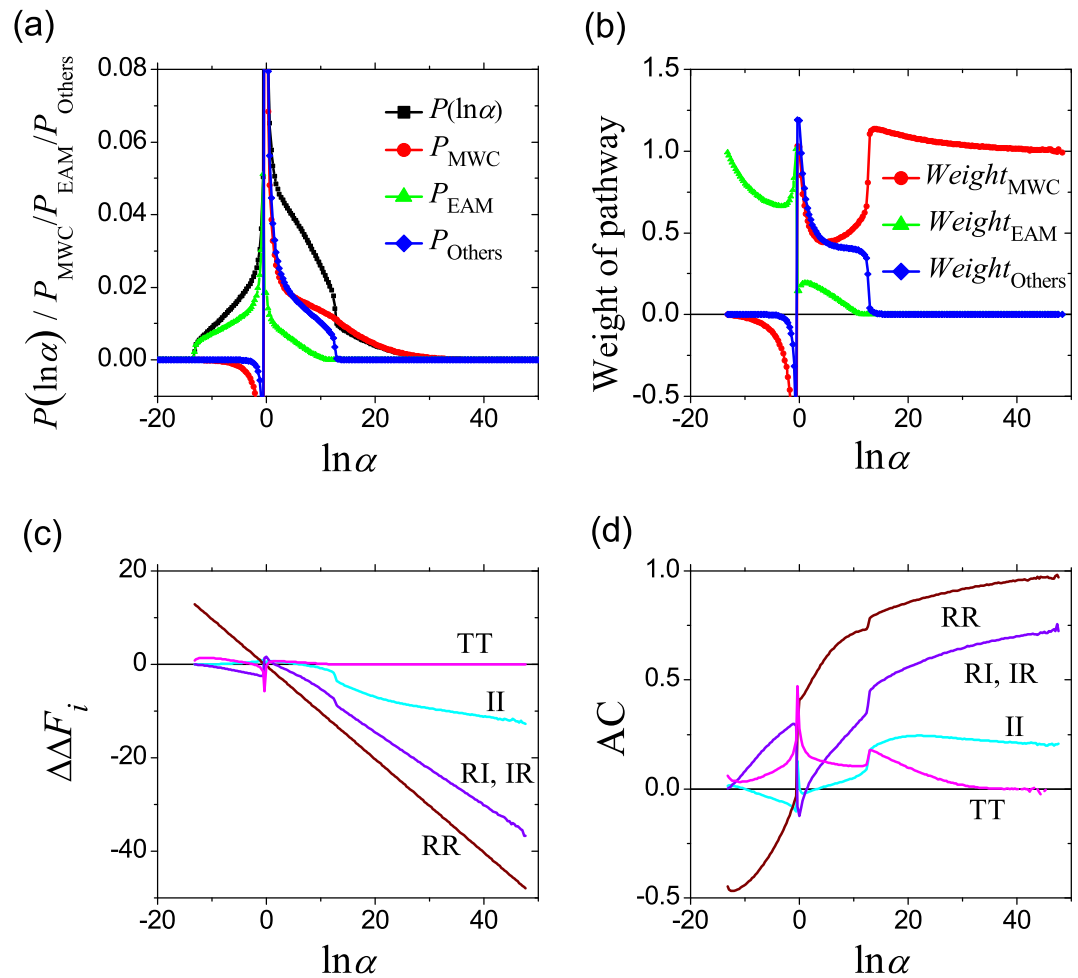 (a)
P(lnα) / P_MWC/P_EAM/P_Others
0.08
0.06
0.04
0.02
0.00
-20
0
20
40
lnα
P(lnα)
P_MWC
P_EAM
P_Others
(b)
Weight of pathway
1.5
1.0
0.5
0.0
-0.5
-20
0
20
40
lnα
Weight_MWC
Weight_EAM
Weight_Others
(c)
ΔΔF_i
20
0
-20
-40
-20
0
20
40
lnα
TT
II
RI, IR
RR
(d)
AC
1.0
0.5
0.0
-0.5
-20
0
20
40
lnα
RR
RI, IR
II
TT